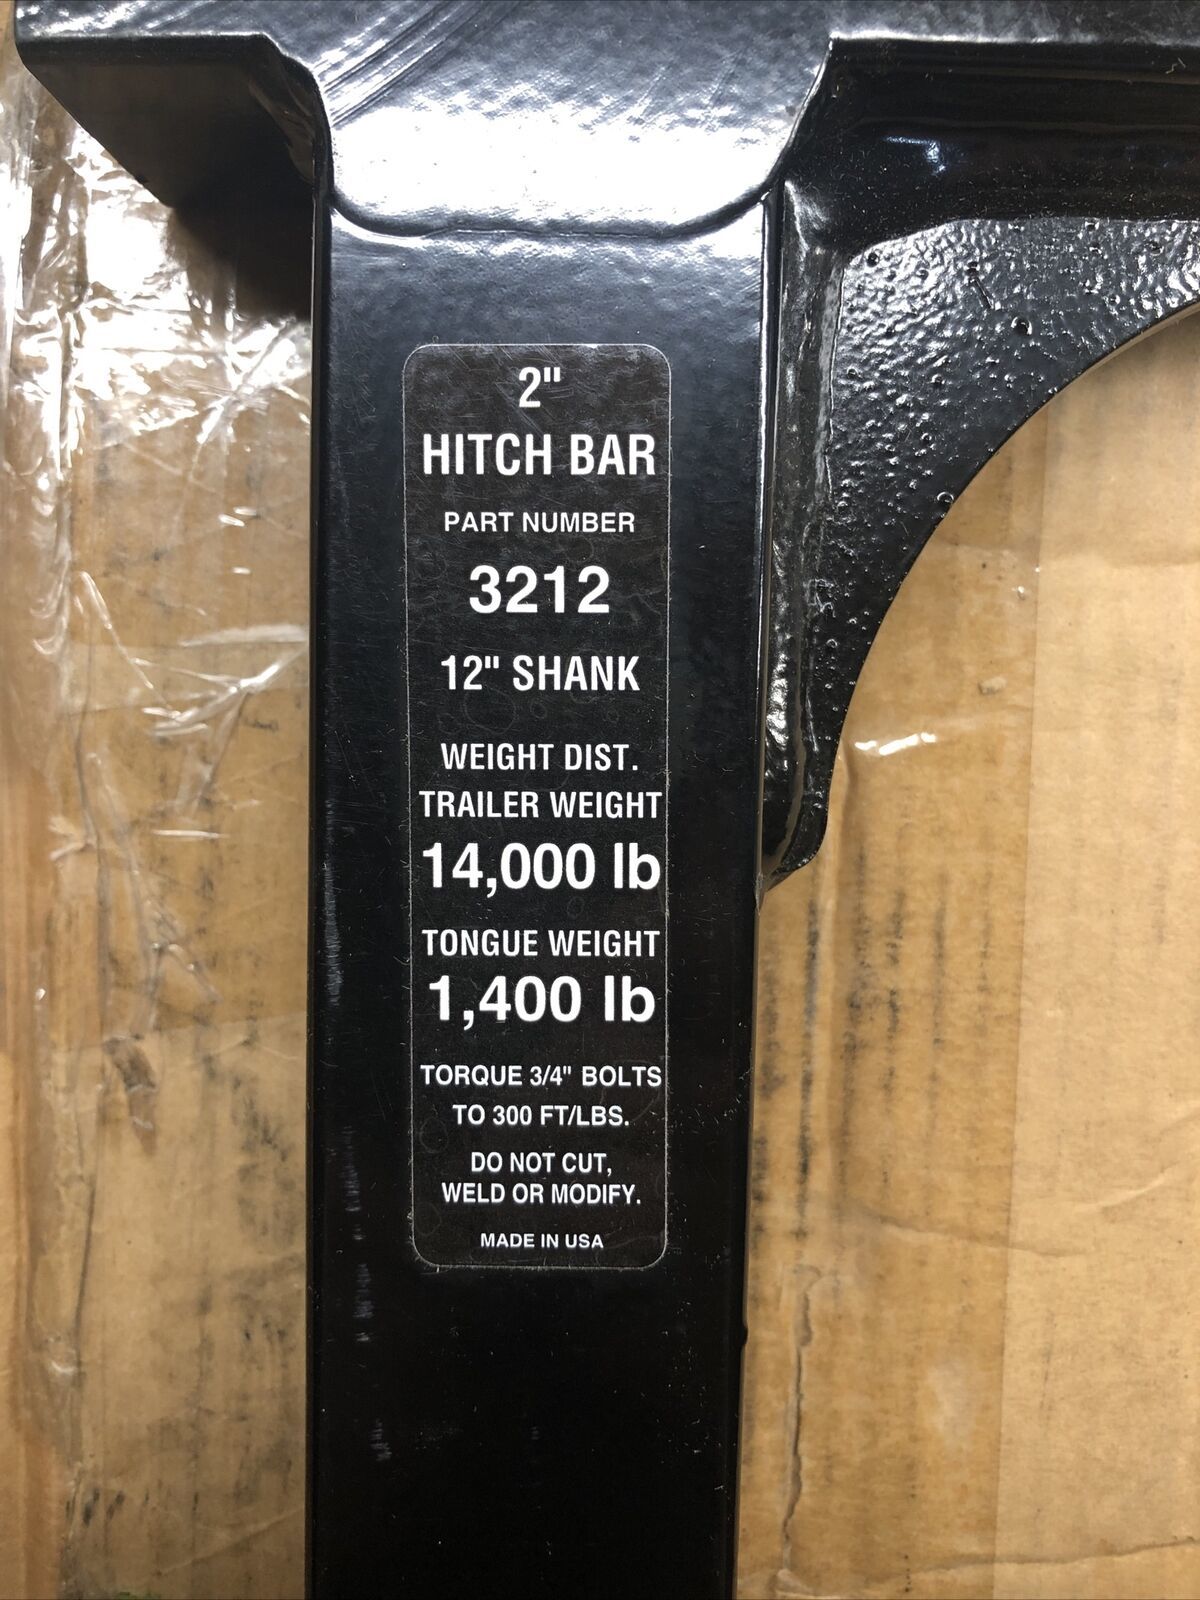 2"
HITCH BAR
PART NUMBER
3212
12" SHANK
WEIGHT DIST.
TRAILER WEIGHT
14,000 lb
TONGUE WEIGHT
1,400 lb
TORQUE 3/4" BOLTS
TO 300 FT/LBS.
DO NOT CUT,
WELD OR MODIFY.
MADE IN USA